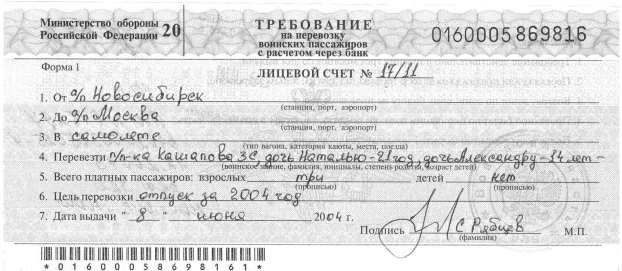 Министерство обороны
Российской Федерации 20
ТРЕБОВАНИЕ
на перевозку
воинских пассажиров
с расчетом через банк
0160005869816
Форма 1
ЛИЦЕВОЙ СЧЕТ № 17/11
1. От э/п Новосибирск
(станция, порт, аэропорт)
2. До э/п Москва
(станция, порт, аэропорт)
3. В самолете
(тип вагона, категория каюты, места, поезда)
4. Перевезти п/п-ка Кашапова ЗС, дочь Наталью-21 год, дочь Александру-14 лет-
(воинское звание, фамилия, инициалы, степень родства, возраст детей)
5. Всего платных пассажиров: взрослых три детей нет
(прописью) (прописью)
6. Цель перевозки отпуск за 2004 год
7. Дата выдачи " 8 " июня 2004 г.
Подпись С Рябцев М.П.
(фамилия)
*01600058698161*